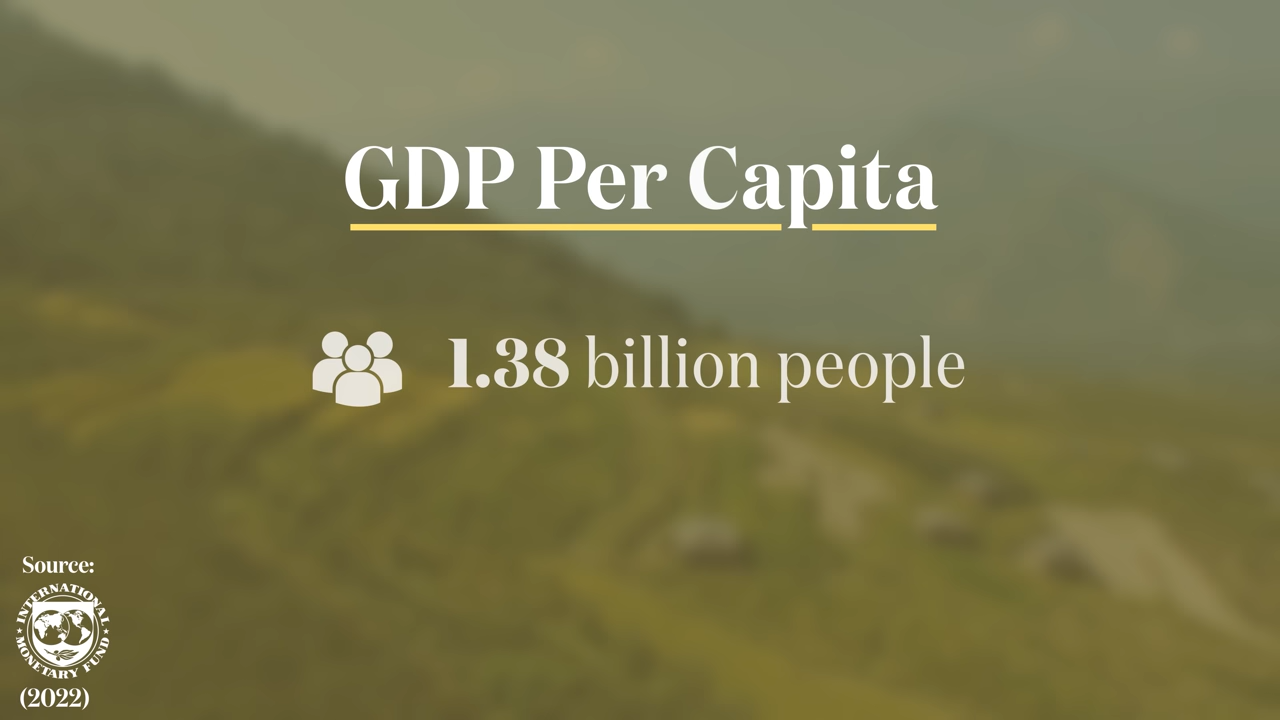 GDP Per Capita
1.38 billion people
Source:
INTERNATIONAL
MONETARY FUND
(2022)